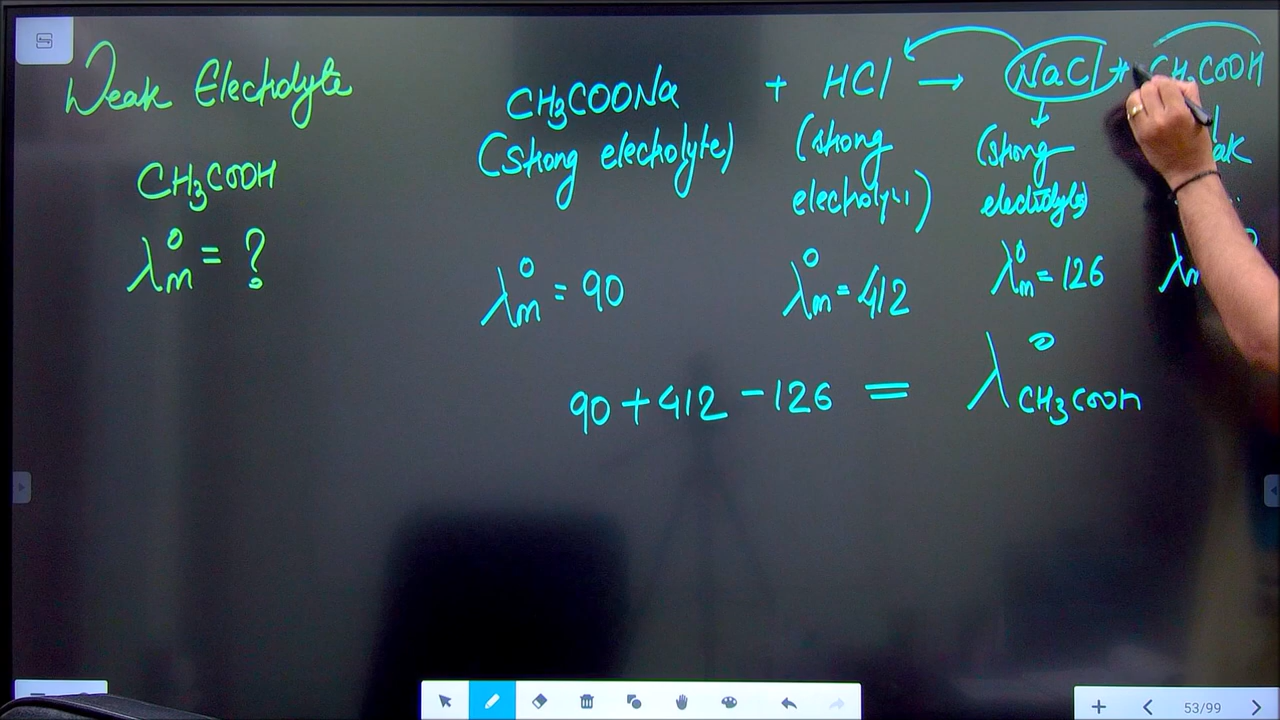 Weak Electrolyte
CH₃COOH
λ°m = ?
CH₃COONa + HCl → NaCl + CH₃COOH
(strong electrolyte) (strong (strong
electrolyte)
λ°m = 90 λ°m = 412 λ°m = 126
90 + 412 - 126 = λ° CH₃COOH
53/99